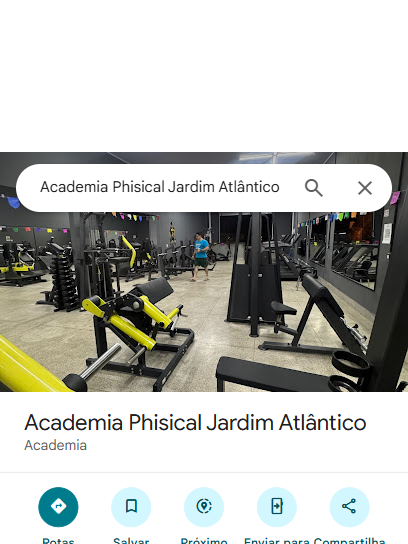 Academia Phisical Jardim Atlântico
Academia Phisical Jardim Atlântico
Academia
Rotas
Salvar
Próximo
Enviar para
Compartilha